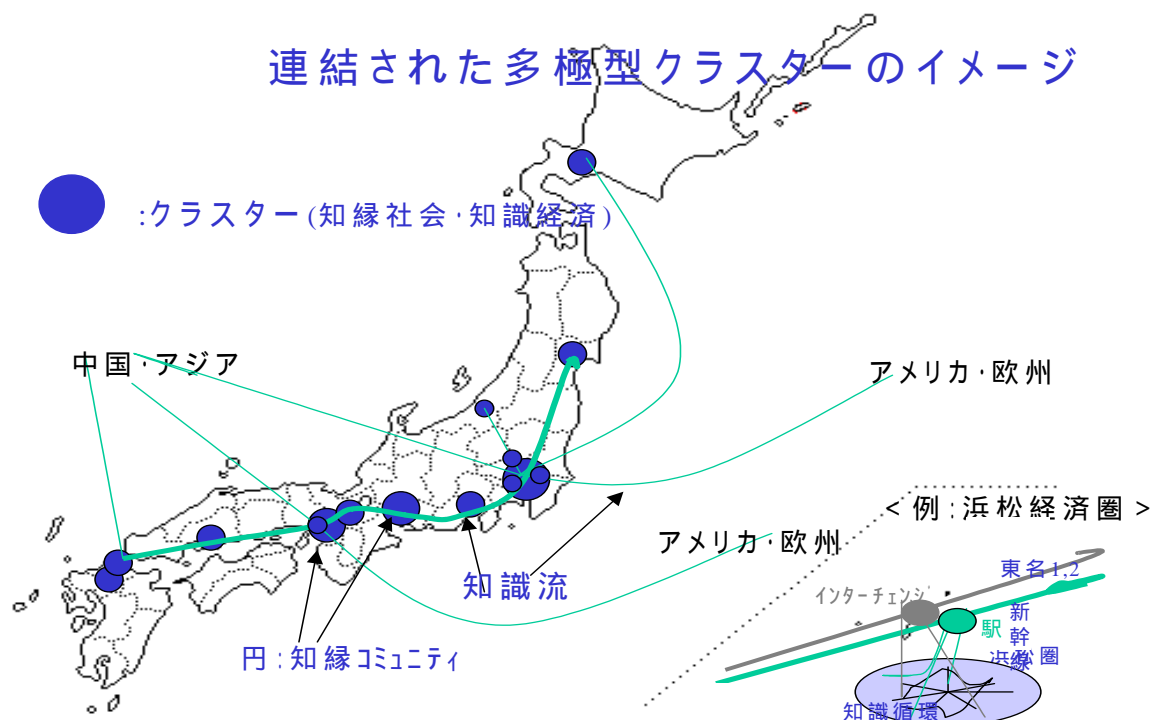 連結された多極型クラスターのイメージ
:クラスター(知縁社会・知識経済)
中国・アジア
アメリカ・欧州
<例:浜松経済圏>
アメリカ・欧州
東名1,2
知識流
インターチェンジ
新幹線
駅
浜松圏
円:知縁コミュニティ
知識循環